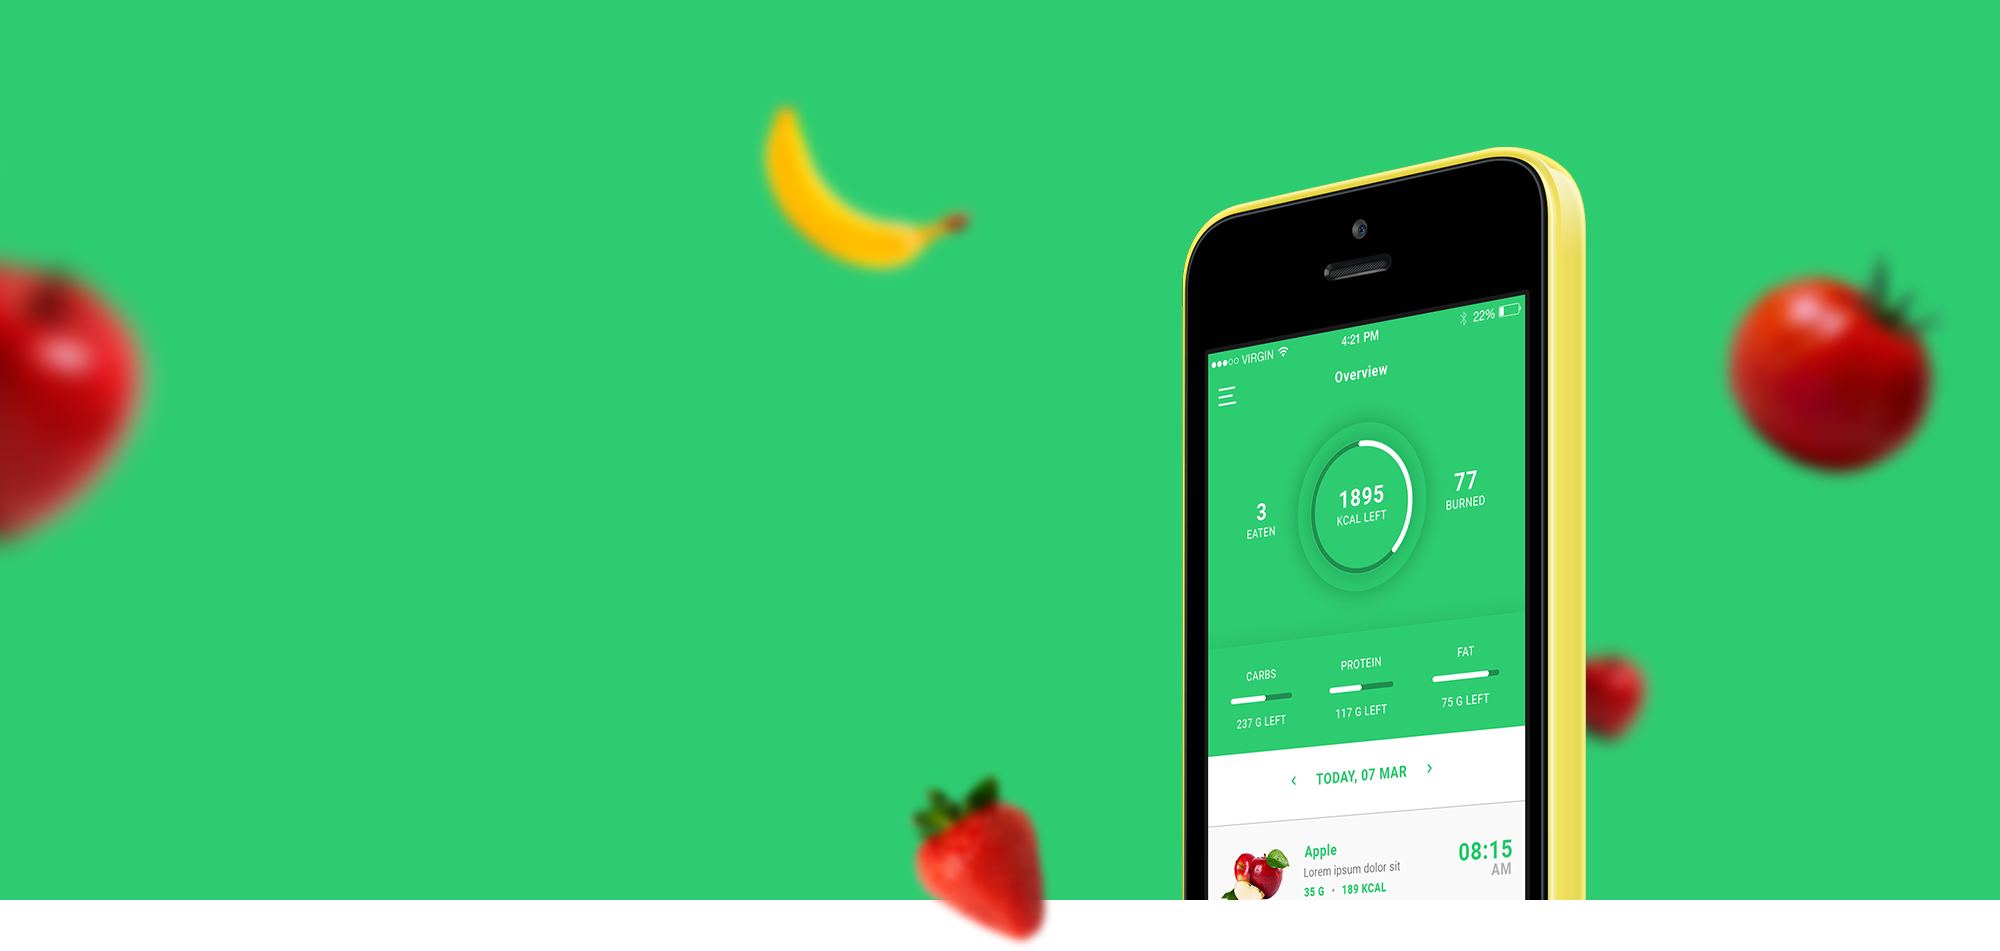 VIRGIN
4:21 PM
22%
Overview
3
EATEN
1895
KCAL LEFT
77
BURNED
CARBS
237 G LEFT
PROTEIN
117 G LEFT
FAT
75 G LEFT
‹ TODAY, 07 MAR ›
Apple
Lorem ipsum dolor sit
35 G • 189 KCAL
08:15
AM